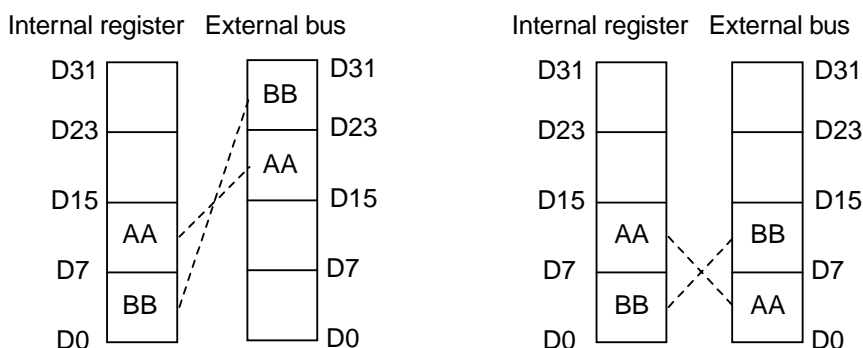 Internal register External bus Internal register External bus
D31 D31 D31 D31
BB
D23 D23 D23 D23
AA
D15 D15 D15 D15
AA AA BB
D7 D7 D7 D7
BB BB AA
D0 D0 D0 D0